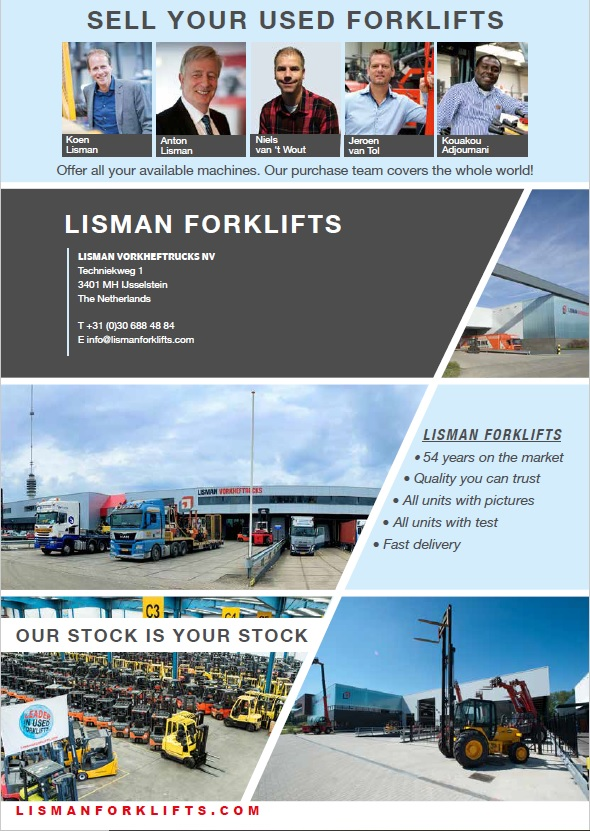 SELL YOUR USED FORKLIFTS
Koen
Lisman
Anton
Lisman
Niels
van 't Wout
Jeroen
van Tol
Kouakou
Adjoumani
Offer all your available machines. Our purchase team covers the whole world!
LISMAN FORKLIFTS
LISMAN VORKHEFTRUCKS NV
Techniekweg 1
3401 MH IJsselstein
The Netherlands
T +31 (0)30 688 48 84
E info@lismanforklifts.com
LISMAN VORKHEFTRUCKS
LISMAN FORKLIFTS
• 54 years on the market
• Quality you can trust
• All units with pictures
• All units with test
• Fast delivery
C3
C4
OUR STOCK IS YOUR STOCK
LEADER
IN USED
FORKLIFTS
LISMANFORKLIFTS.COM